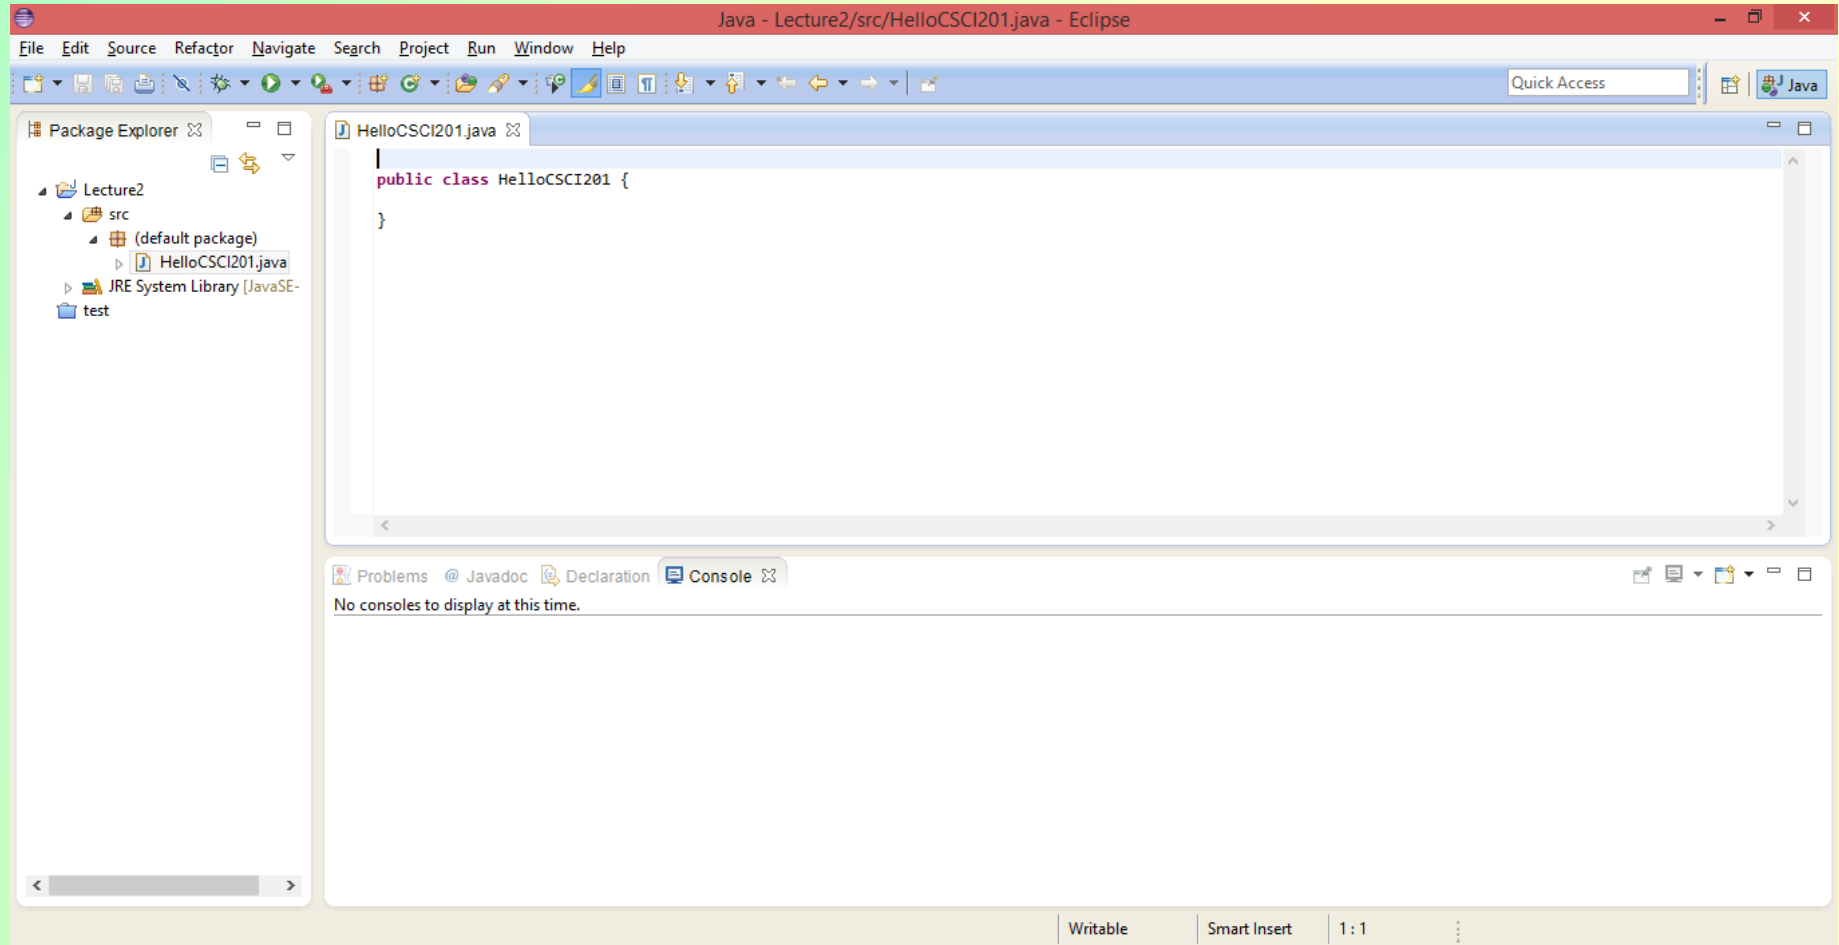 Java - Lecture2/src/HelloCSCI201.java - Eclipse
File Edit Source Refactor Navigate Search Project Run Window Help
Quick Access
Java
Package Explorer
Lecture2
src
(default package)
HelloCSCI201.java
JRE System Library [JavaSE-
test
HelloCSCI201.java
public class HelloCSCI201 {
}
Problems @ Javadoc Declaration Console
No consoles to display at this time.
Writable Smart Insert 1 : 1